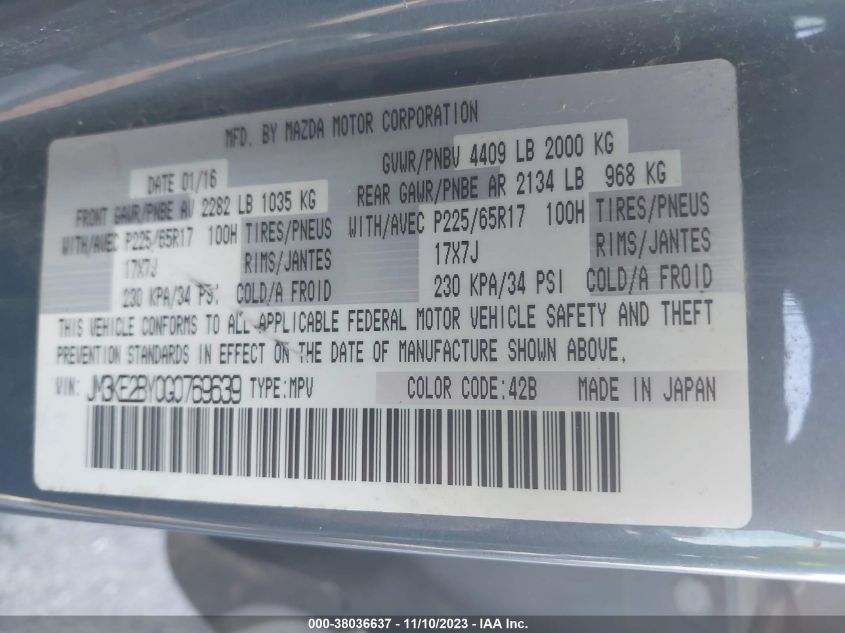 MFD. BY MAZDA MOTOR CORPORATION
DATE 01/16 GVWR/PNBV 4409 LB 2000 KG
FRONT GAWR/PNBE AV 2282 LB 1035 KG REAR GAWR/PNBE AR 2134 LB 968 KG
WITH/AVEC P225/65R17 100H TIRES/PNEUS WITH/AVEC P225/65R17 100H TIRES/PNEUS
17X7J RIMS/JANTES 17X7J RIMS/JANTES
230 KPA/34 PSI COLD/A FROID 230 KPA/34 PSI COLD/A FROID
THIS VEHICLE CONFORMS TO ALL APPLICABLE FEDERAL MOTOR VEHICLE SAFETY AND THEFT
PREVENTION STANDARDS IN EFFECT ON THE DATE OF MANUFACTURE SHOWN ABOVE.
VIN: JM3KE2BY0G0769639 TYPE:MPV COLOR CODE:42B MADE IN JAPAN
000-38036637 - 11/10/2023 - IAA Inc.